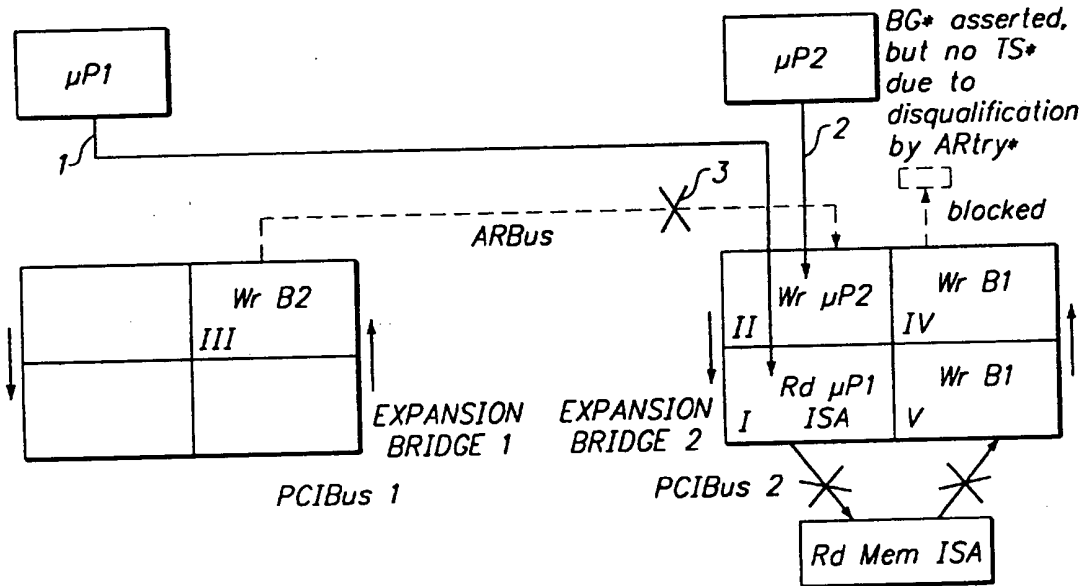 μP1
μP2
BG* asserted,
but no TS*
due to
disqualification
by ARtry*
1
2
3
blocked
ARBus
Wr B2
III
Wr μP2
II
Wr B1
IV
Rd μP1
ISA
I
Wr B1
V
EXPANSION
BRIDGE 1
EXPANSION
BRIDGE 2
PCIBus 1
PCIBus 2
Rd Mem ISA